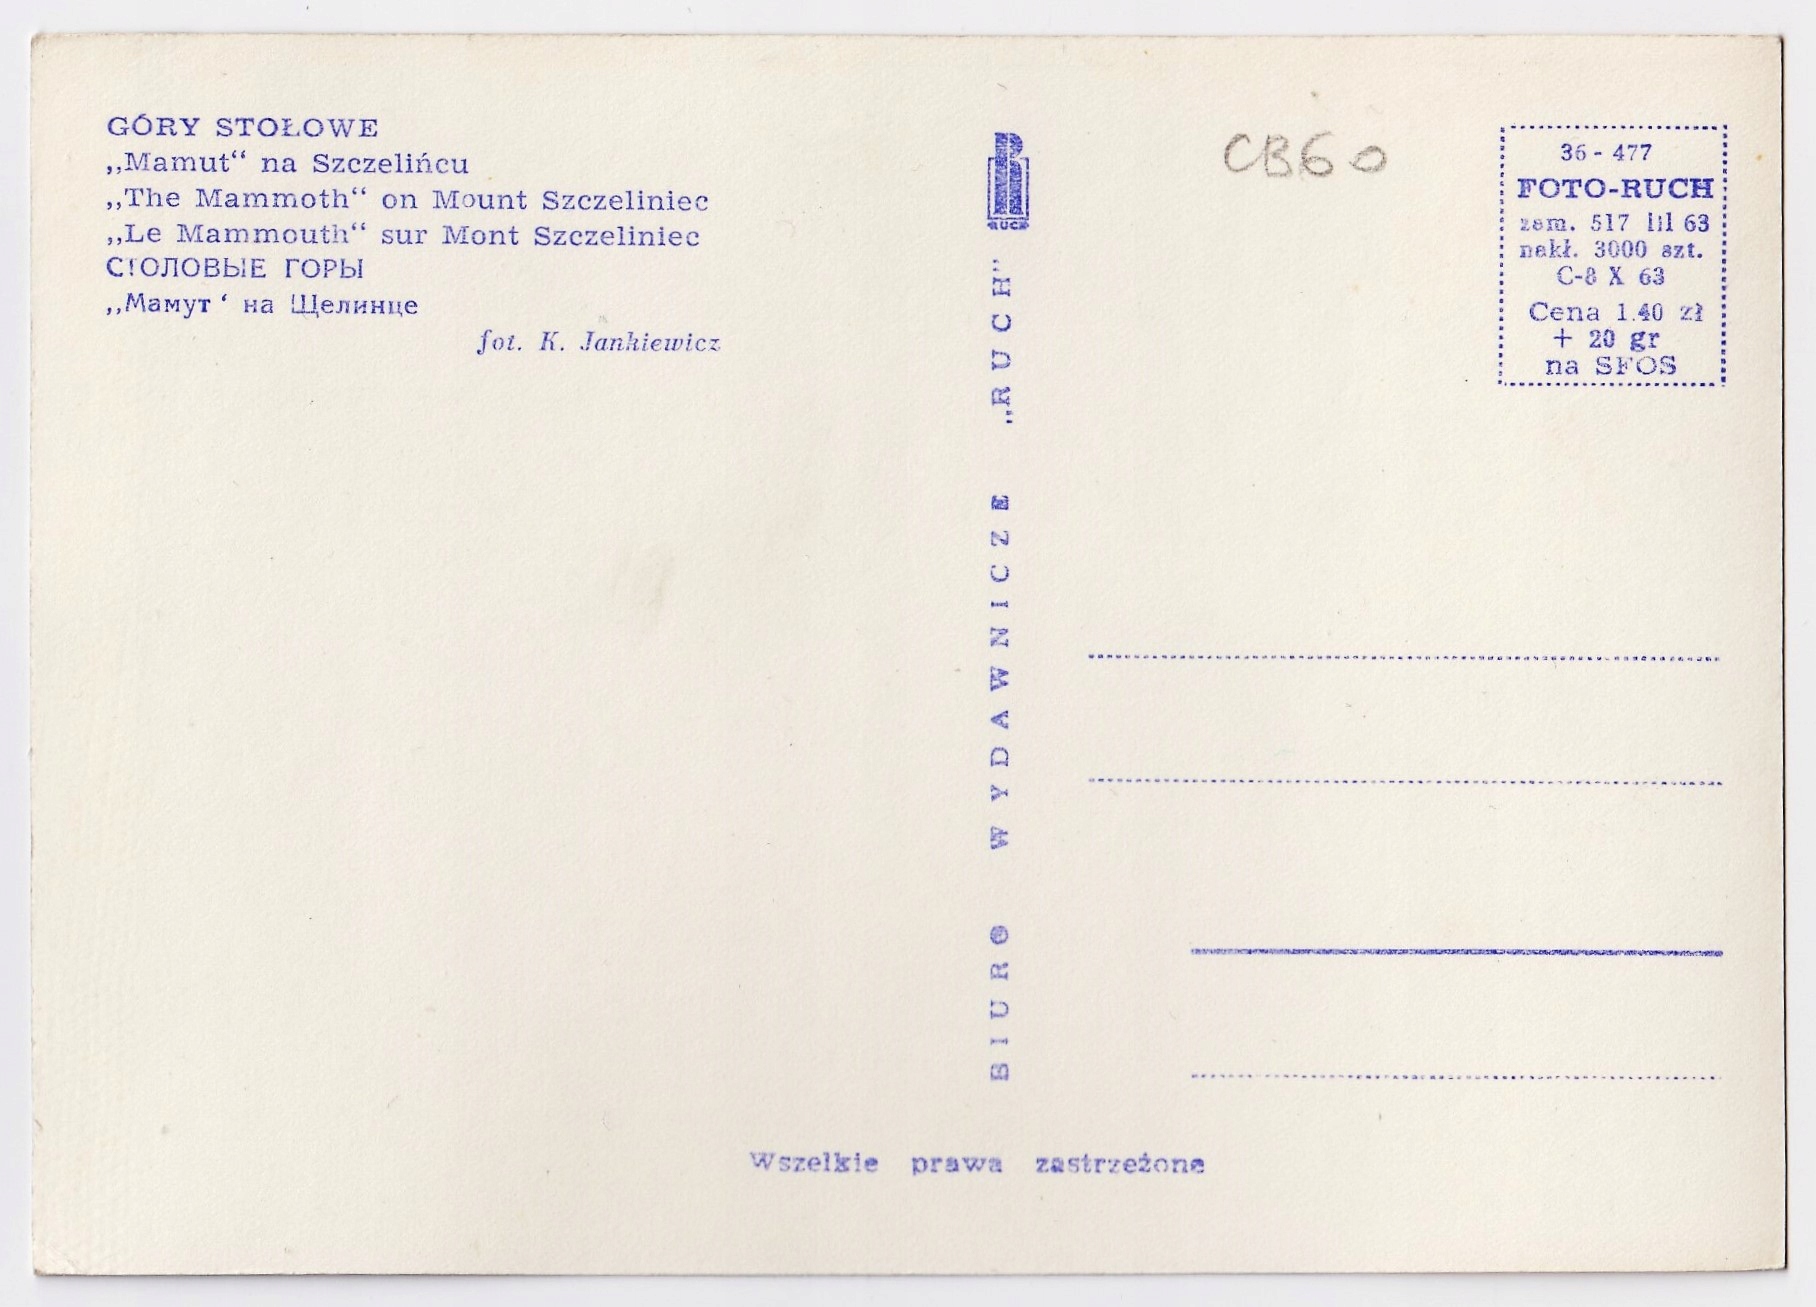 GÓRY STOŁOWE
„Mamut“ na Szczelińcu
„The Mammoth“ on Mount Szczeliniec
„Le Mammouth“ sur Mont Szczeliniec
СТОЛОВЫЕ ГОРЫ
„Мамут‘ на Щелинце
fot. K. Jankiewicz
RUCH
BIURO WYDAWNICZE „RUCH”
CB60
36 - 477
FOTO-RUCH
zam. 517 III 63
nakł. 3000 szt.
C-8 X 63
Cena 1.40 zł
+ 20 gr
na SFOS
Wszelkie prawa zastrzeżone